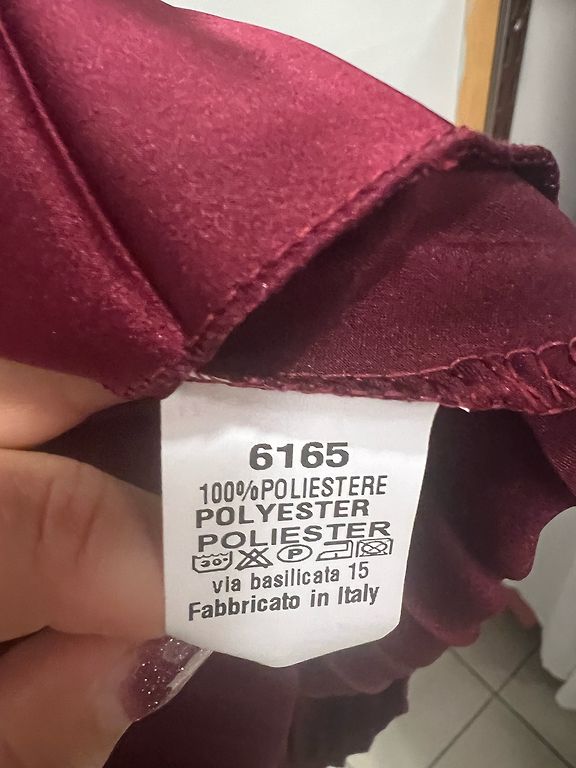 6165
100%POLIESTERE
POLYESTER
POLIESTER
30° P
via basilicata 15
Fabbricato in Italy